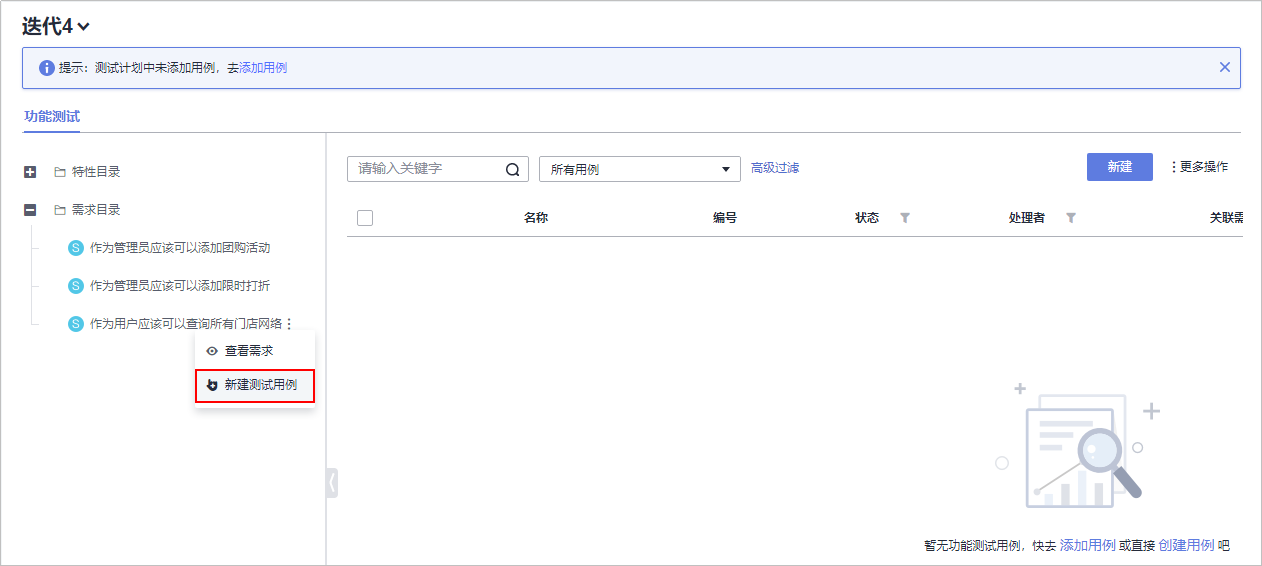 迭代4
提示：测试计划中未添加用例，去添加用例
功能测试
特性目录
需求目录
作为管理员应该可以添加团购活动
作为管理员应该可以添加限时打折
作为用户应该可以查询所有门店网络
查看需求
新建测试用例
请输入关键字 所有用例 高级过滤 新建 更多操作
名称 编号 状态 处理者 关联需
暂无功能测试用例，快去 添加用例 或直接 创建用例 吧